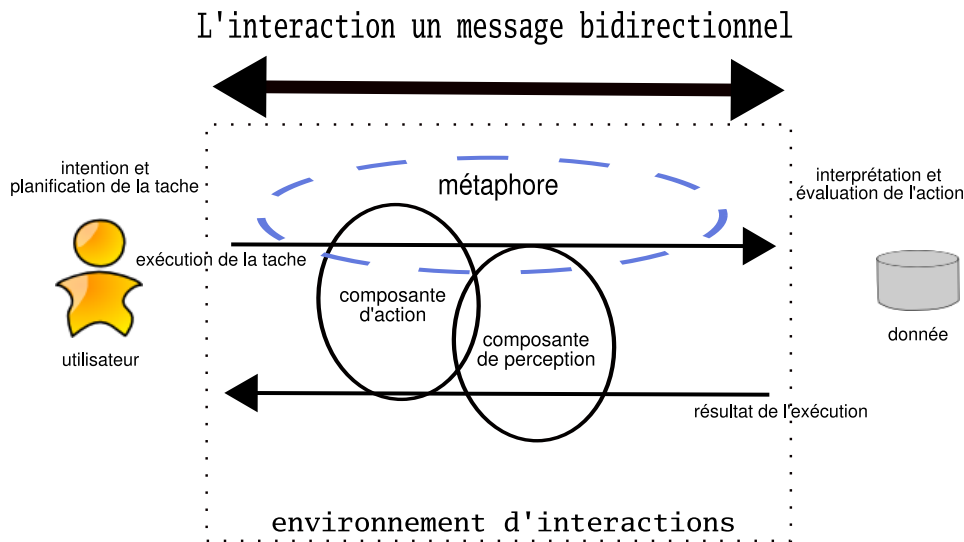 L'interaction un message bidirectionnel
intention et
planification de la tache
métaphore
interprétation et
évaluation de l'action
exécution de la tache
composante
d'action
composante
de perception
utilisateur
donnée
résultat de l'exécution
environnement d'interactions